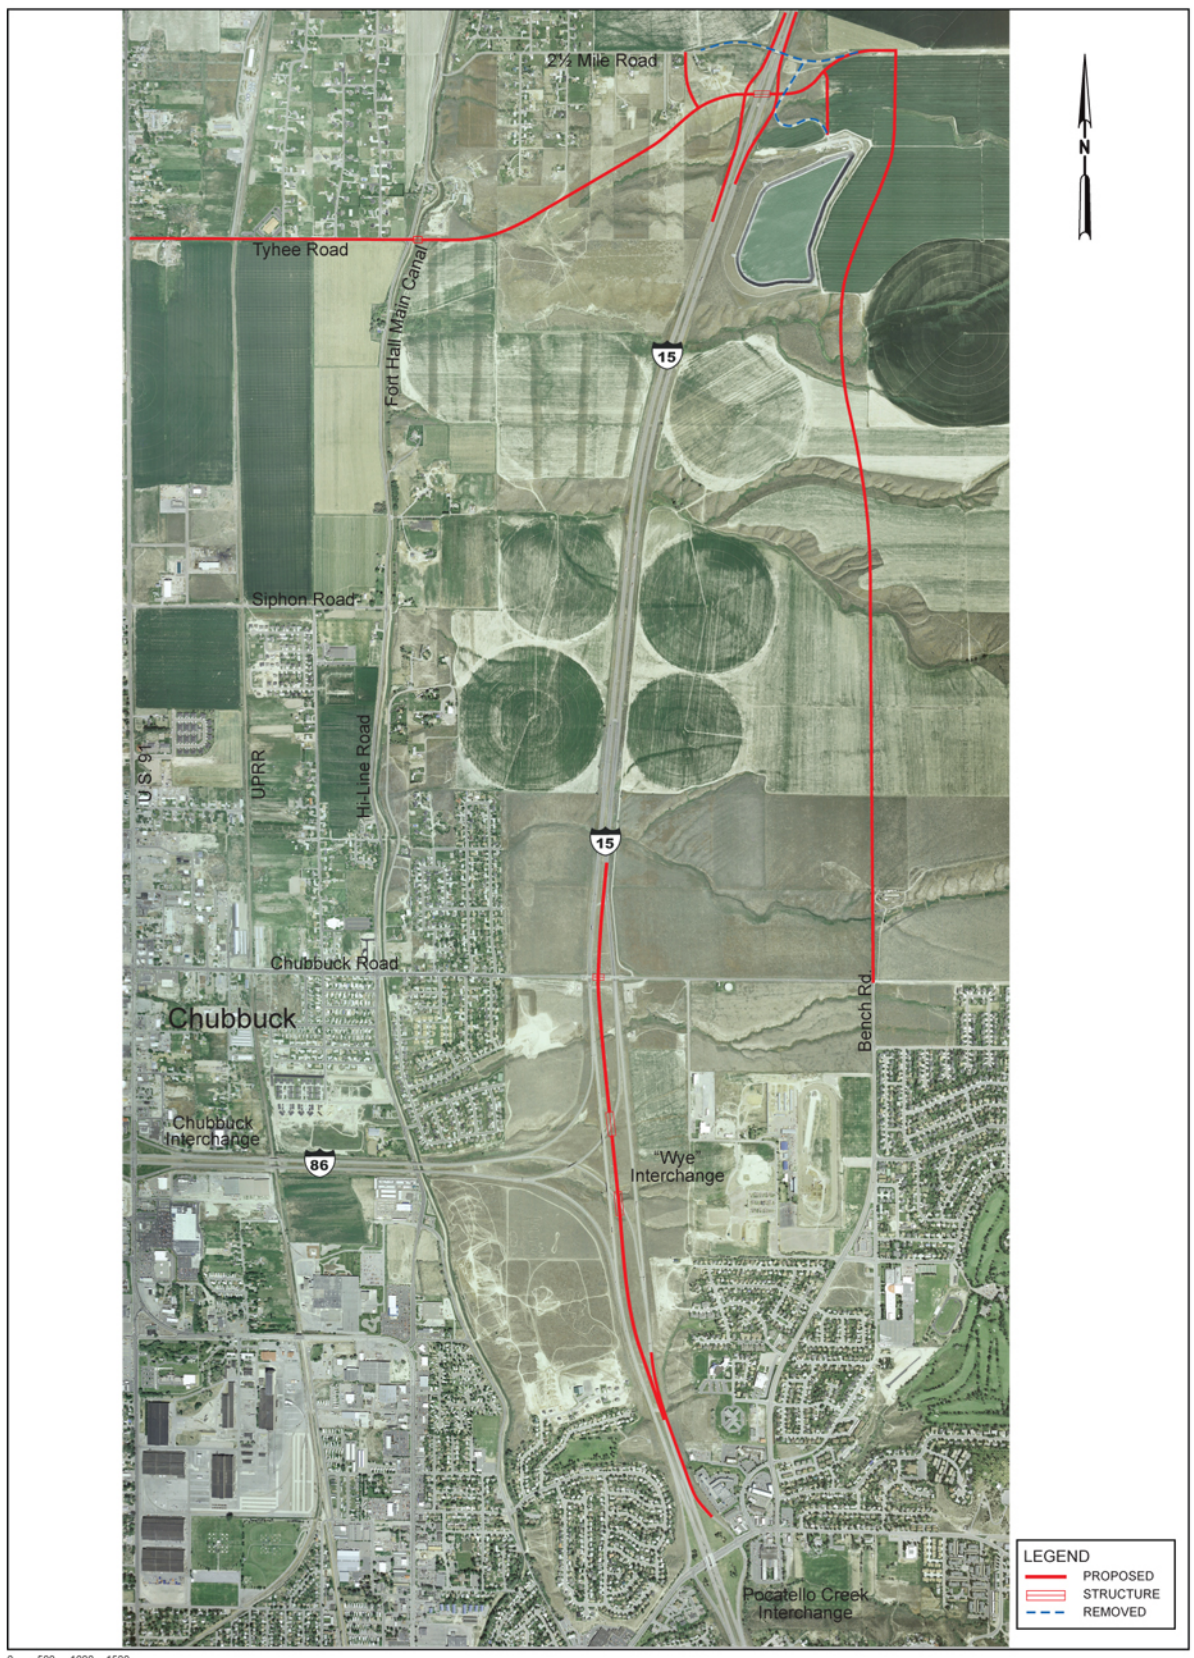 2½ Mile Road
N
Tyhee Road
Fort Hall Main Canal
15
Siphon Road
U.S. 91
UPRR
Hi-Line Road
15
Chubbuck Road
Bench Rd.
Chubbuck
Chubbuck
Interchange
86
"Wye"
Interchange
Pocatello Creek
Interchange
LEGEND
PROPOSED
STRUCTURE
REMOVED